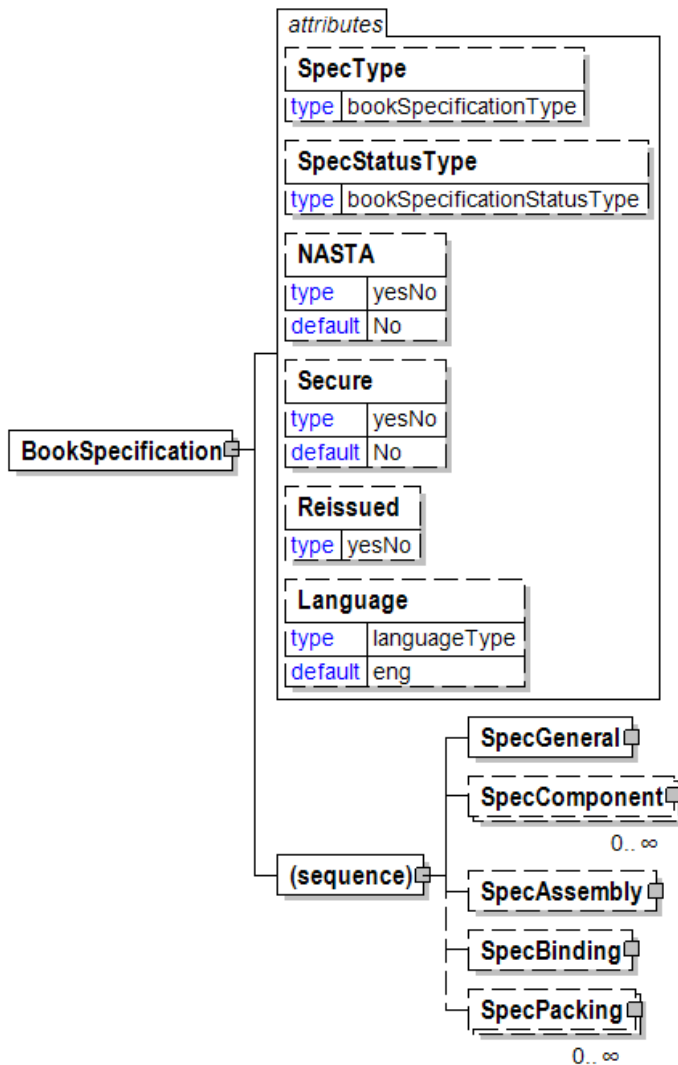 attributes
SpecType
type bookSpecificationType
SpecStatusType
type bookSpecificationStatusType
NASTA
type yesNo
default No
Secure
type yesNo
default No
BookSpecification
Reissued
type yesNo
Language
type languageType
default eng
SpecGeneral
SpecComponent
0.. ∞
(sequence)
SpecAssembly
SpecBinding
SpecPacking
0.. ∞